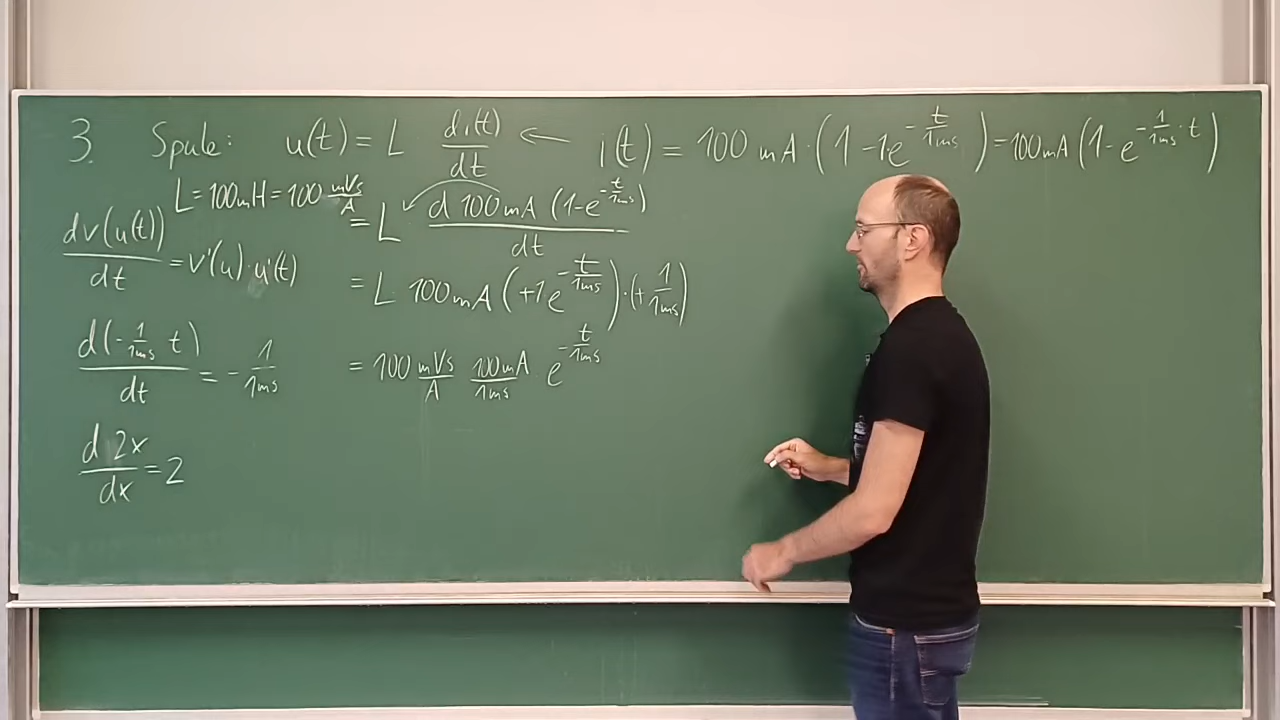 3. Spule: u(t) = L di(t)/dt ← i(t) = 100 mA · (1 - 1e^(-t/1ms)) = 100mA (1 - e^(-1/1ms · t))
L = 100mH = 100 mVs/A
= L d 100mA (1-e^(-t/1ms))/dt
dv(u(t))/dt = v'(u) · u'(t)
= L · 100mA (+1e^(-t/1ms)) · (+1/1ms)
d(-1/1ms t)/dt = -1/1ms
= 100 mVs/A 100mA/1ms · e^(-t/1ms)
d 2x/dx = 2